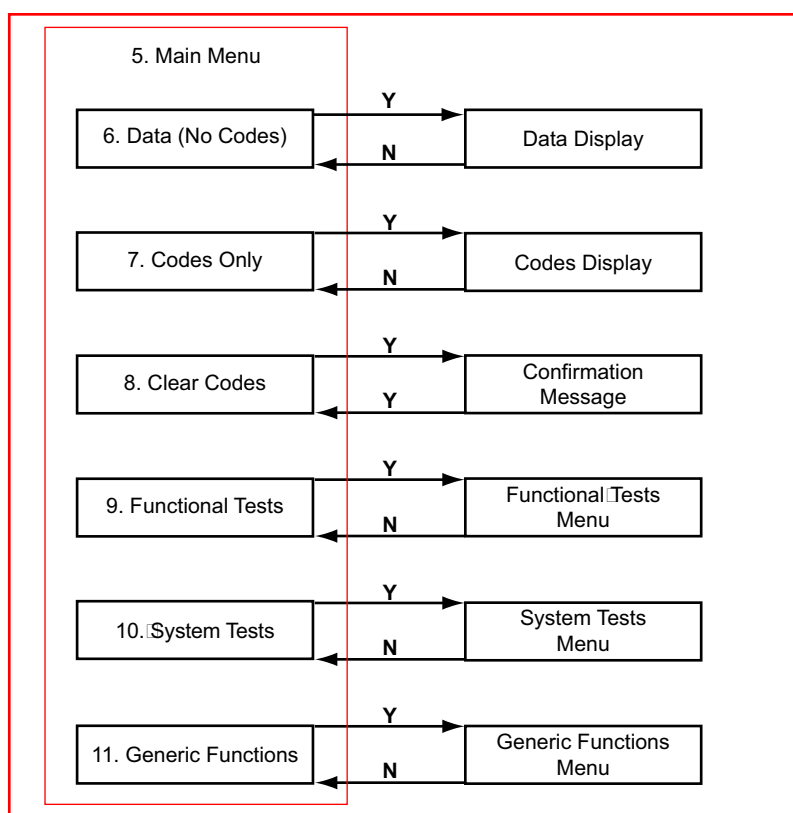 5. Main Menu
Y
6. Data (No Codes)
Data Display
N
Y
7. Codes Only
Codes Display
N
Y
8. Clear Codes
Confirmation
Message
Y
Y
9. Functional Tests
Functional Tests
Menu
N
Y
10. System Tests
System Tests
Menu
N
Y
11. Generic Functions
Generic Functions
Menu
N